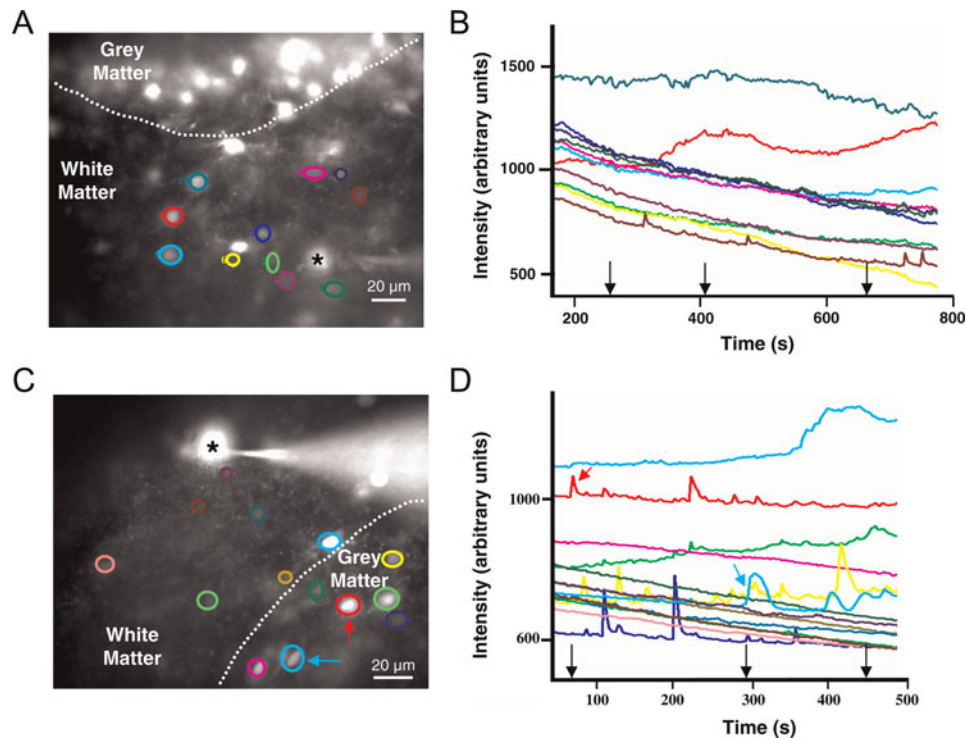 A
Grey
Matter
White
Matter
*
20 µm
B
Intensity (arbitrary units)
1500
1000
500
200
400
600
800
Time (s)
C
*
Grey
Matter
White
Matter
20 µm
D
Intensity (arbitrary units)
1000
600
100
200
300
400
500
Time (s)